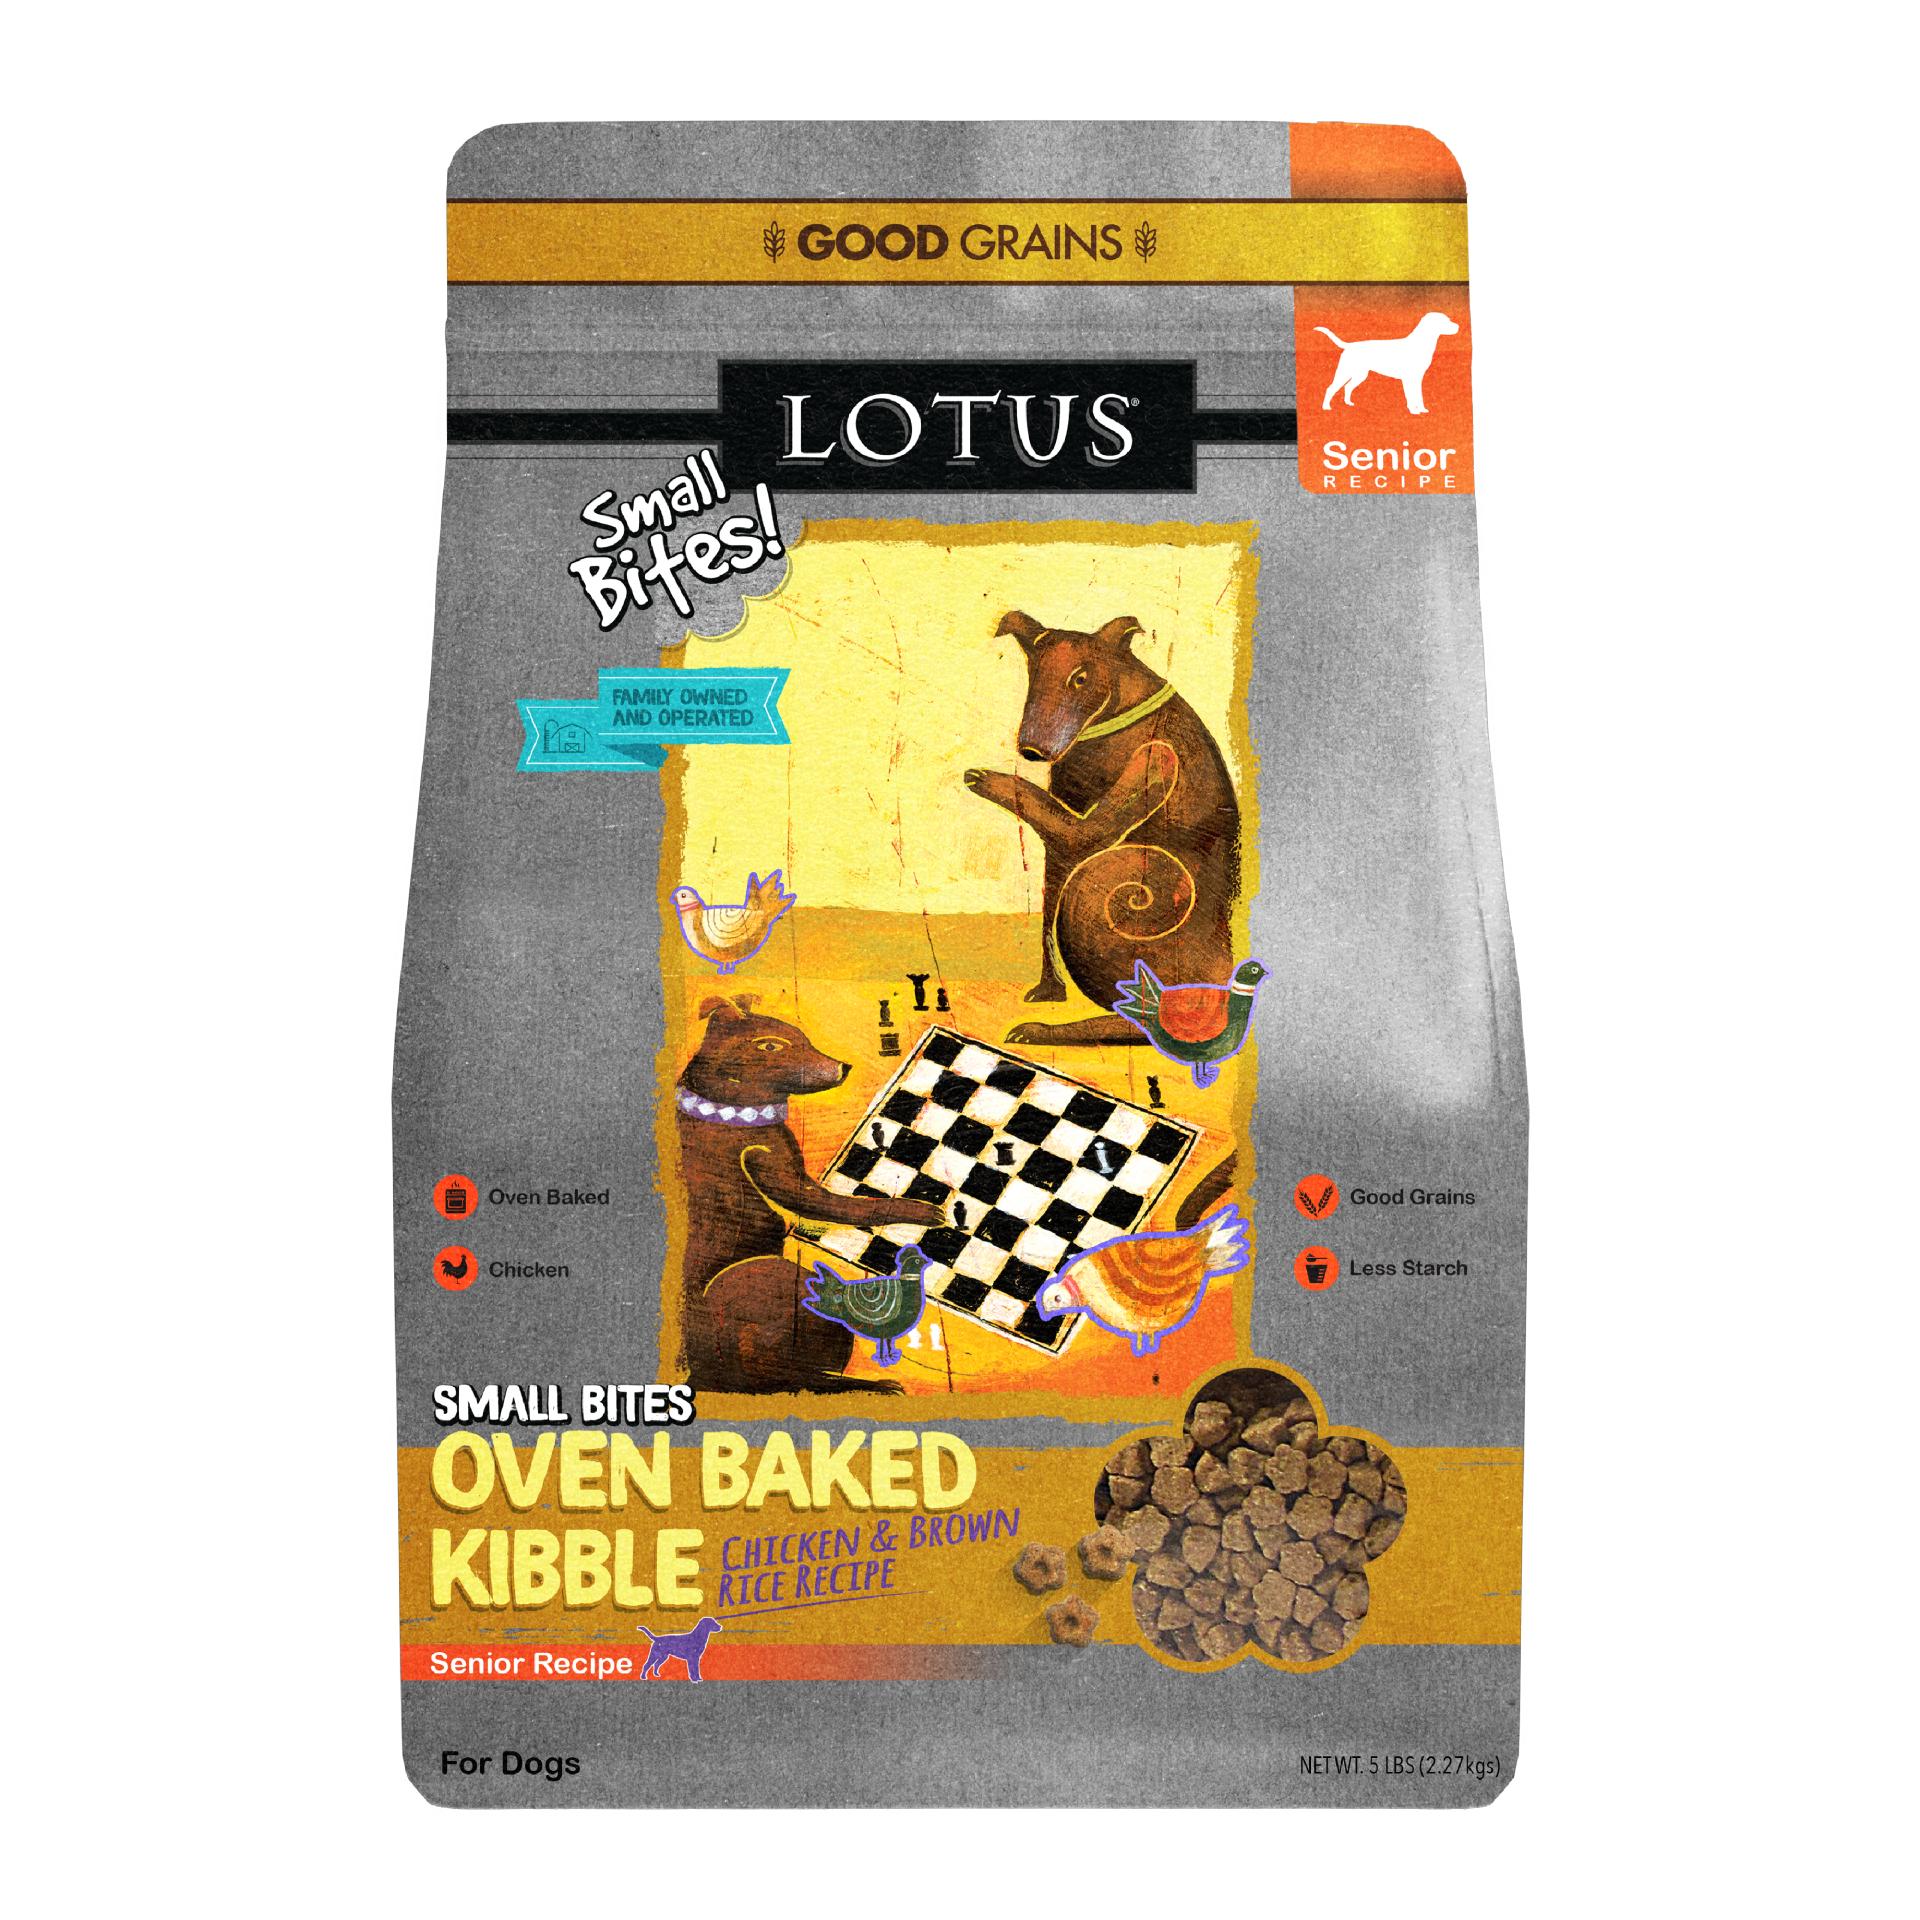 GOOD GRAINS
LOTUS®
Senior
RECIPE
Small
Bites!
FAMILY OWNED
AND OPERATED
Oven Baked
Chicken
Good Grains
Less Starch
SMALL BITES
OVEN BAKED
KIBBLE
CHICKEN & BROWN
RICE RECIPE
Senior Recipe
For Dogs
NET WT. 5 LBS (2.27kgs)